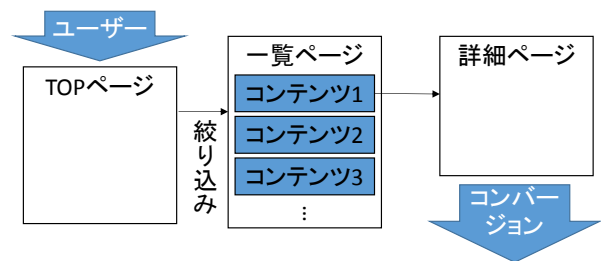 ユーザー
TOPページ
絞り込み
一覧ページ
コンテンツ1
コンテンツ2
コンテンツ3
⋮
詳細ページ
コンバー
ジョン